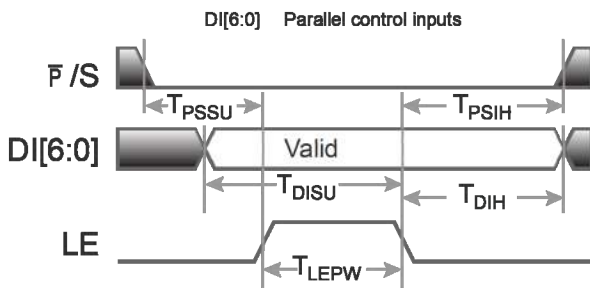 DI[6:0] Parallel control inputs
P̅ /S
TPSSU TPSIH
DI[6:0] Valid
TDISU TDIH
LE
TLEPW